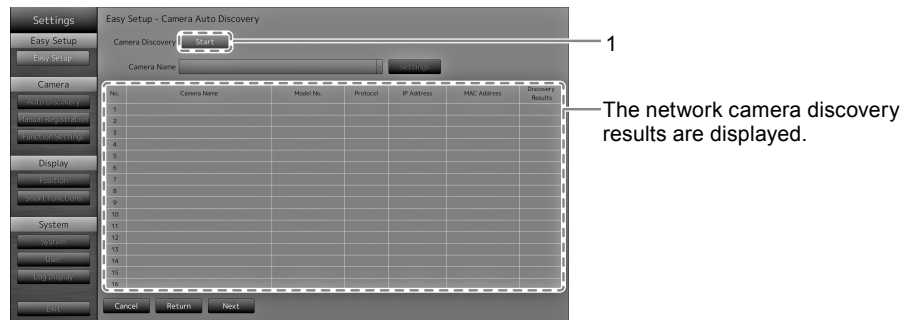 Settings
Easy Setup
Easy Setup
Camera
Auto Discovery
Manual Registration
Function Settings
Display
Position
Smart Functions
System
System
User
Log Display
Exit
Easy Setup - Camera Auto Discovery
Camera Discovery Start
Camera Name Settings
No. Camera Name Model No. Protocol IP Address MAC Address Discovery Results
1
2
3
4
5
6
7
8
9
10
11
12
13
14
15
16
Cancel Return Next
1
The network camera discovery
results are displayed.